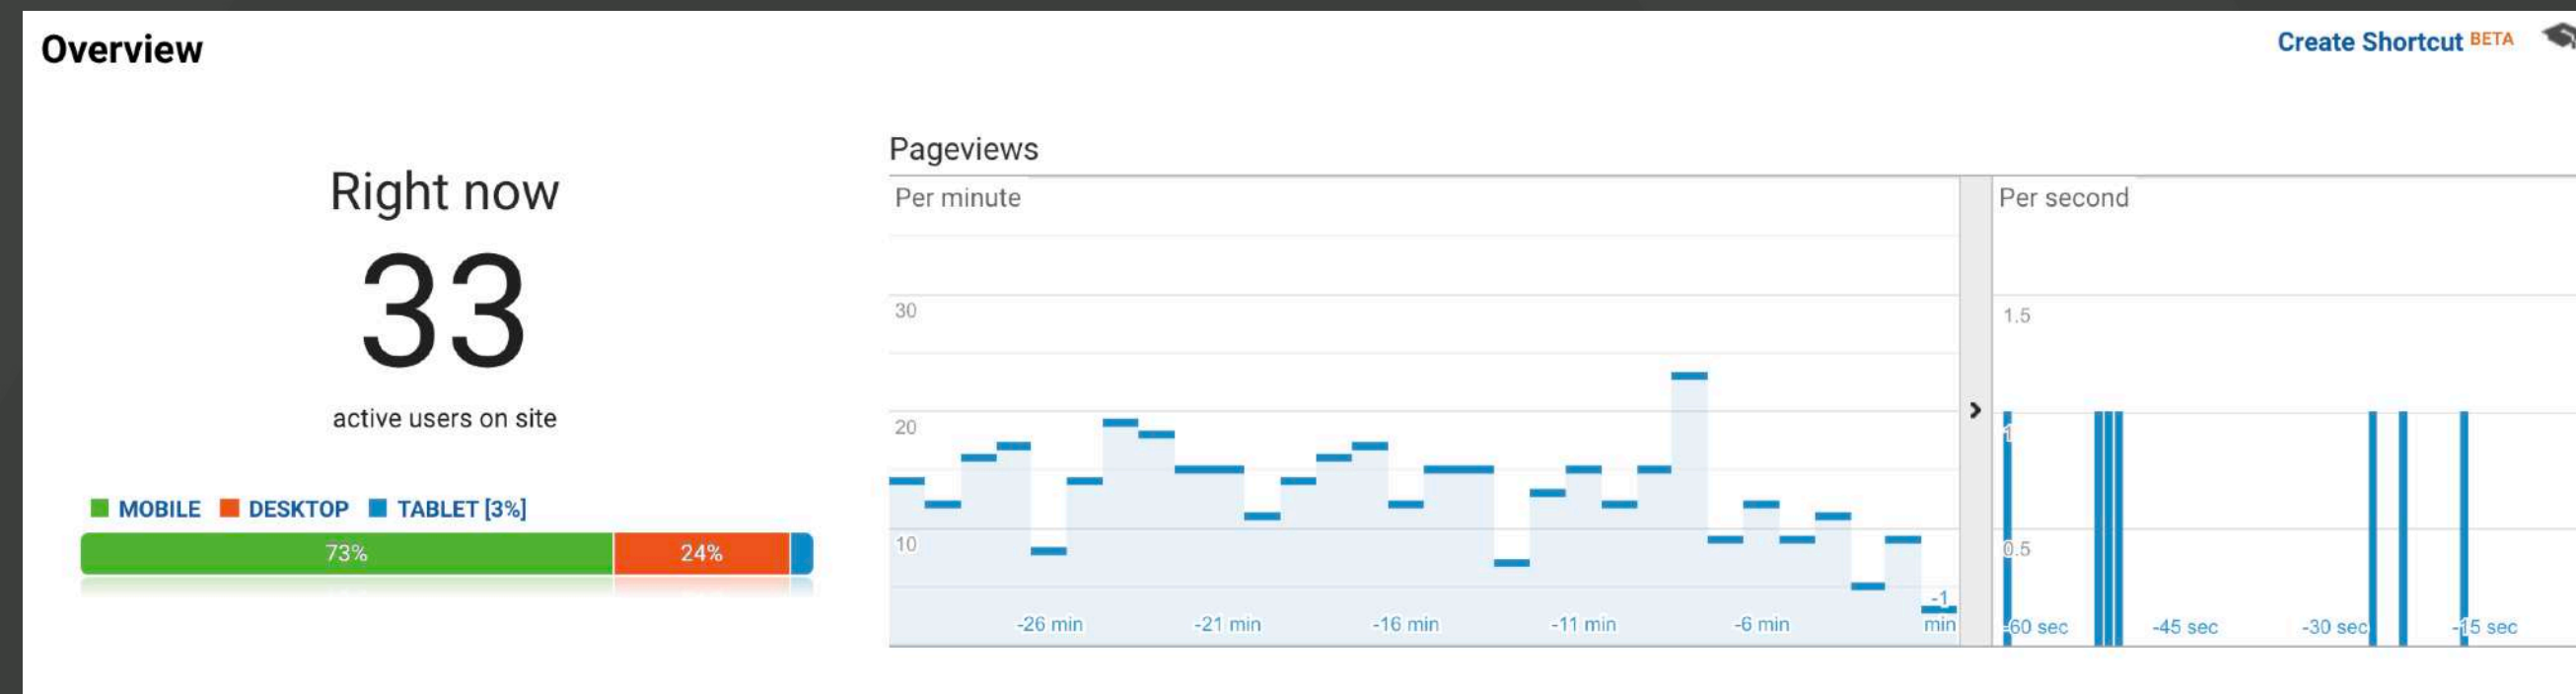 Overview
Create Shortcut BETA
Right now
33
active users on site
MOBILE DESKTOP TABLET [3%]
73% 24%
Pageviews
Per minute
30
20
10
-26 min -21 min -16 min -11 min -6 min -1 min
Per second
1.5
1
0.5
-60 sec -45 sec -30 sec -15 sec